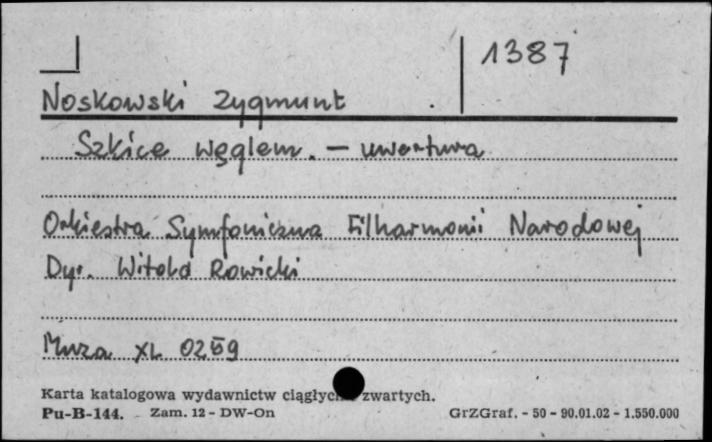 1387
Noskowski Zygmunt
Szkice węglem. – uwertura
Orkiestra Symfoniczna Filharmonii Narodowej
Dyr. Witold Rowicki
Muza XL 0259
Karta katalogowa wydawnictw ciągłych zwartych.
Pu-B-144. Zam. 12 - DW-On GrZGraf. - 50 - 90.01.02 - 1.550.000